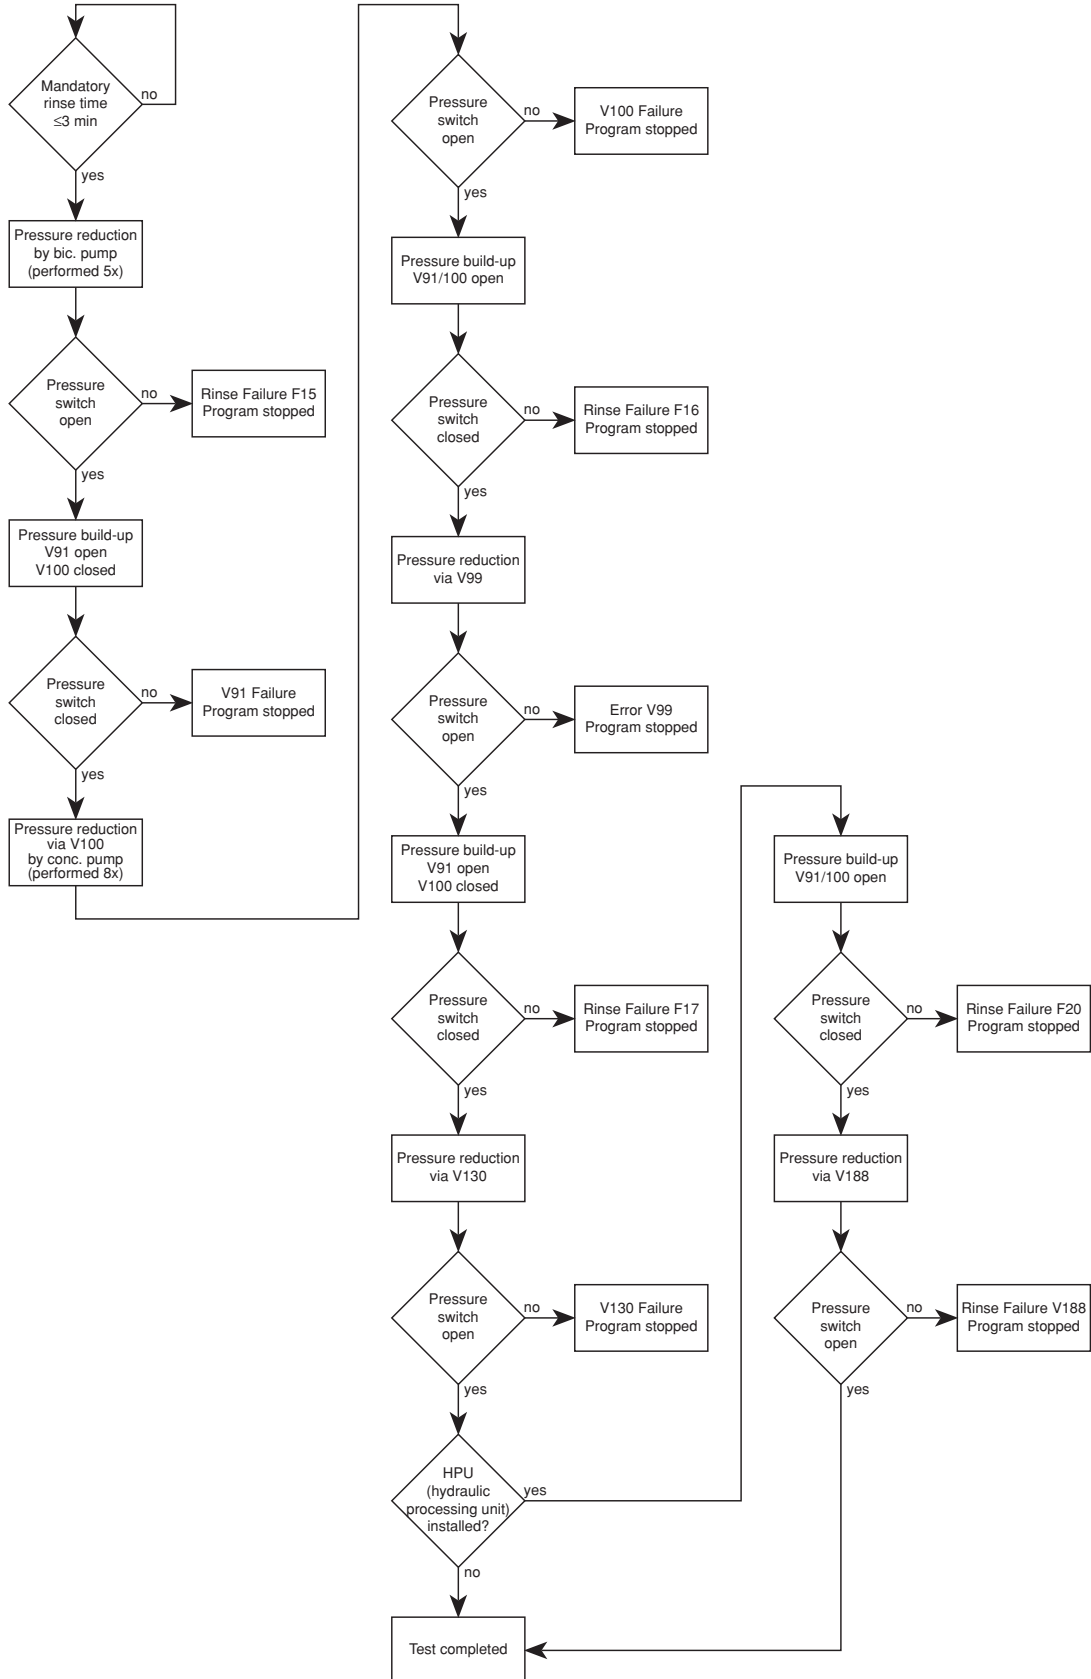 Mandatory
rinse time
≤3 min
no
yes
Pressure reduction
by bic. pump
(performed 5x)
Pressure
switch
open
no
Rinse Failure F15
Program stopped
yes
Pressure build-up
V91 open
V100 closed
Pressure
switch
closed
no
V91 Failure
Program stopped
yes
Pressure reduction
via V100
by conc. pump
(performed 8x)
Pressure
switch
open
no
V100 Failure
Program stopped
yes
Pressure build-up
V91/100 open
Pressure
switch
closed
no
Rinse Failure F16
Program stopped
yes
Pressure reduction
via V99
Pressure
switch
open
no
Error V99
Program stopped
yes
Pressure build-up
V91 open
V100 closed
Pressure
switch
closed
no
Rinse Failure F17
Program stopped
yes
Pressure reduction
via V130
Pressure
switch
open
no
V130 Failure
Program stopped
yes
HPU
(hydraulic
processing unit)
installed?
yes
no
Test completed
Pressure build-up
V91/100 open
Pressure
switch
closed
no
Rinse Failure F20
Program stopped
yes
Pressure reduction
via V188
Pressure
switch
open
no
Rinse Failure V188
Program stopped
yes